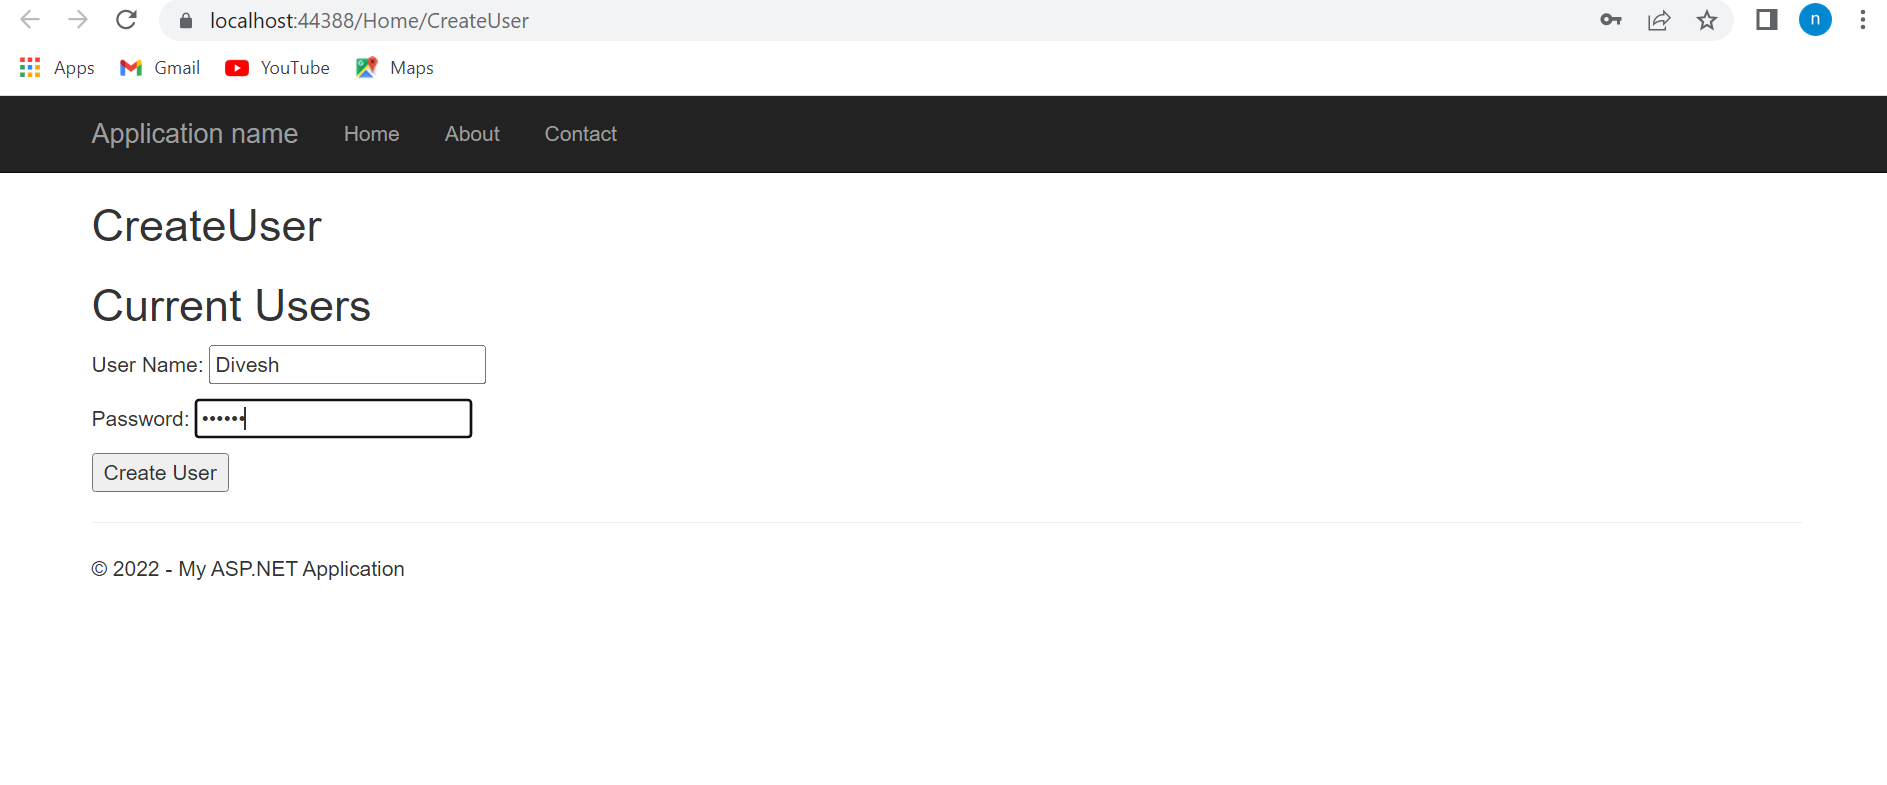 localhost:44388/Home/CreateUser
n
Apps Gmail YouTube Maps
Application name Home About Contact
CreateUser
Current Users
User Name: Divesh
Password: ••••••
Create User
© 2022 - My ASP.NET Application